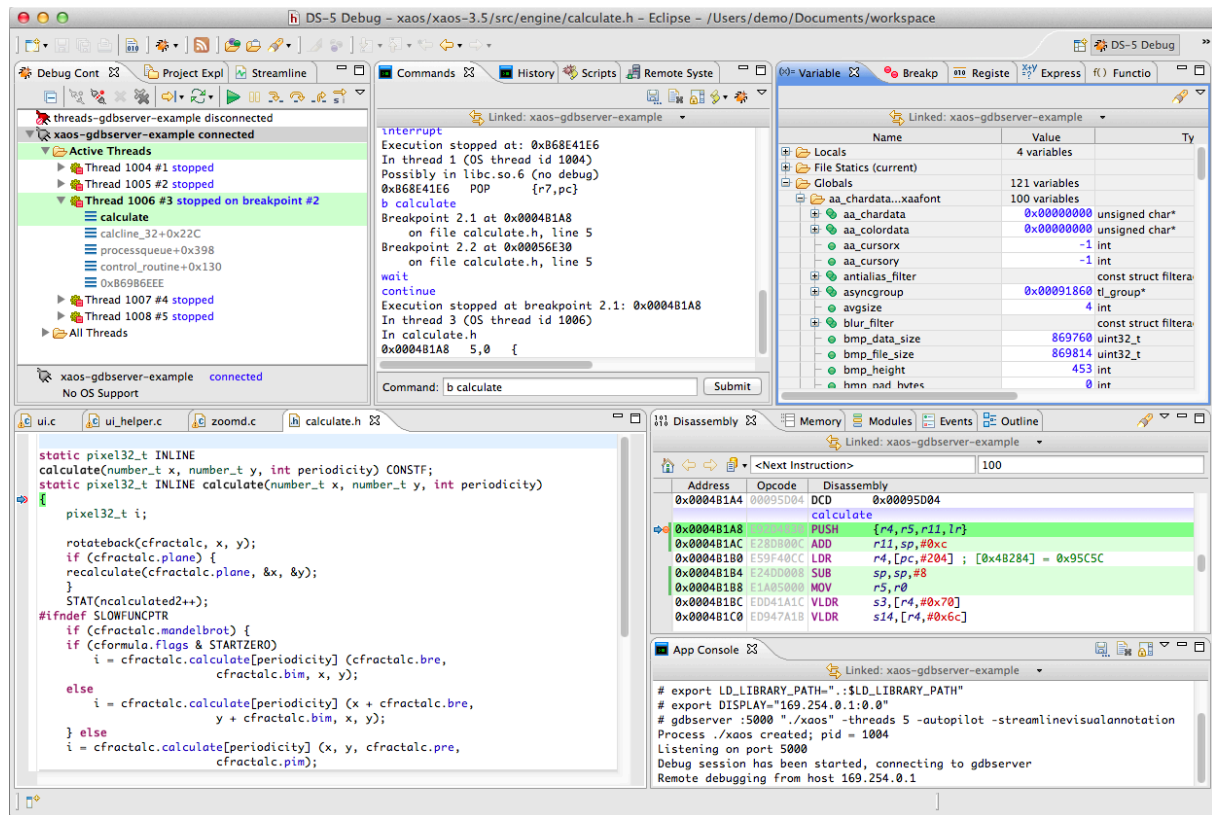 DS-5 Debug - xaos/xaos-3.5/src/engine/calculate.h - Eclipse - /Users/demo/Documents/workspace
DS-5 Debug
Debug Cont
Project Expl
Streamline
threads-gdbserver-example disconnected
xaos-gdbserver-example connected
Active Threads
Thread 1004 #1 stopped
Thread 1005 #2 stopped
Thread 1006 #3 stopped on breakpoint #2
calculate
calcline_32+0x22C
processqueue+0x398
control_routine+0x130
0xB69B6EEE
Thread 1007 #4 stopped
Thread 1008 #5 stopped
All Threads
xaos-gdbserver-example connected
No OS Support
Commands
History
Scripts
Remote Syste
Linked: xaos-gdbserver-example
interrupt
Execution stopped at: 0xB68E41E6
In thread 1 (OS thread id 1004)
Possibly in libc.so.6 (no debug)
0xB68E41E6 POP {r7,pc}
b calculate
Breakpoint 2.1 at 0x0004B1A8
on file calculate.h, line 5
Breakpoint 2.2 at 0x00056E30
on file calculate.h, line 5
wait
continue
Execution stopped at breakpoint 2.1: 0x0004B1A8
In thread 3 (OS thread id 1006)
In calculate.h
0x0004B1A8 5,0 {
Command: b calculate Submit
Variable
Breakp
Registe
Express
f() Functio
Linked: xaos-gdbserver-example
Name Value Ty
Locals 4 variables
File Statics (current)
Globals 121 variables
aa_chardata...xaafont 100 variables
aa_chardata 0x00000000 unsigned char*
aa_colordata 0x00000000 unsigned char*
aa_cursorx -1 int
aa_cursory -1 int
antialias_filter const struct filtera
asyncgroup 0x00091860 tl_group*
avgsize 4 int
blur_filter const struct filtera
bmp_data_size 869760 uint32_t
bmp_file_size 869814 uint32_t
bmp_height 453 int
bmp_pad_bytes 0 int
ui.c
ui_helper.c
zoomd.c
calculate.h
static pixel32_t INLINE
calculate(number_t x, number_t y, int periodicity) CONSTF;
static pixel32_t INLINE calculate(number_t x, number_t y, int periodicity)
{
pixel32_t i;
rotateback(cfractalc, x, y);
if (cfractalc.plane) {
recalculate(cfractalc.plane, &x, &y);
}
STAT(ncalculated2++);
#ifndef SLOWFUNCPTR
if (cfractalc.mandelbrot) {
if (cformula.flags & STARTZERO)
i = cfractalc.calculate[periodicity] (cfractalc.bre,
cfractalc.bim, x, y);
else
i = cfractalc.calculate[periodicity] (x + cfractalc.bre,
y + cfractalc.bim, x, y);
} else
i = cfractalc.calculate[periodicity] (x, y, cfractalc.pre,
cfractalc.pim);
Disassembly
Memory
Modules
Events
Outline
Linked: xaos-gdbserver-example
<Next Instruction> 100
Address Opcode Disassembly
0x0004B1A4 00095D04 DCD 0x00095D04
calculate
0x0004B1A8 E92D4830 PUSH {r4,r5,r11,lr}
0x0004B1AC E28DB00C ADD r11,sp,#0xc
0x0004B1B0 E59F40CC LDR r4,[pc,#204] ; [0x4B284] = 0x95C5C
0x0004B1B4 E24DD008 SUB sp,sp,#8
0x0004B1B8 E1A05000 MOV r5,r0
0x0004B1BC EDD41A1C VLDR s3,[r4,#0x70]
0x0004B1C0 ED947A1B VLDR s14,[r4,#0x6c]
App Console
Linked: xaos-gdbserver-example
# export LD_LIBRARY_PATH=".:$LD_LIBRARY_PATH"
# export DISPLAY="169.254.0.1:0.0"
# gdbserver :5000 "./xaos" -threads 5 -autopilot -streamlinevisualannotation
Process ./xaos created; pid = 1004
Listening on port 5000
Debug session has been started, connecting to gdbserver
Remote debugging from host 169.254.0.1